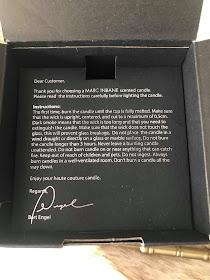 Dear Customer,
Thank you for choosing a MARC INBANE scented candle.
Please read the instructions carefully before lighting the candle.
Instructions:
The first time, burn the candle until the top is fully melted. Make sure
that the wick is upright, centered, and cut to a maximum of 0,5cm.
Dark smoke means that the wick is too long and that you need to
extinguish the candle. Make sure that the wick does not touch the
glass, this will prevent glass breakage. Do not place the candle in a
wind draught or directly on a glass or marble surface. Do not burn
the candle longer than 3 hours. Never leave a burning candle
unattended. Do not burn candle on or near anything that can catch
fire. Keep out of reach of children and pets. Do not ingest. Always
burn candles in a well-ventilated room. Don't burn a candle all the
way down.
Enjoy your haute couture candle.
Regards,
Engel
Bart Engel